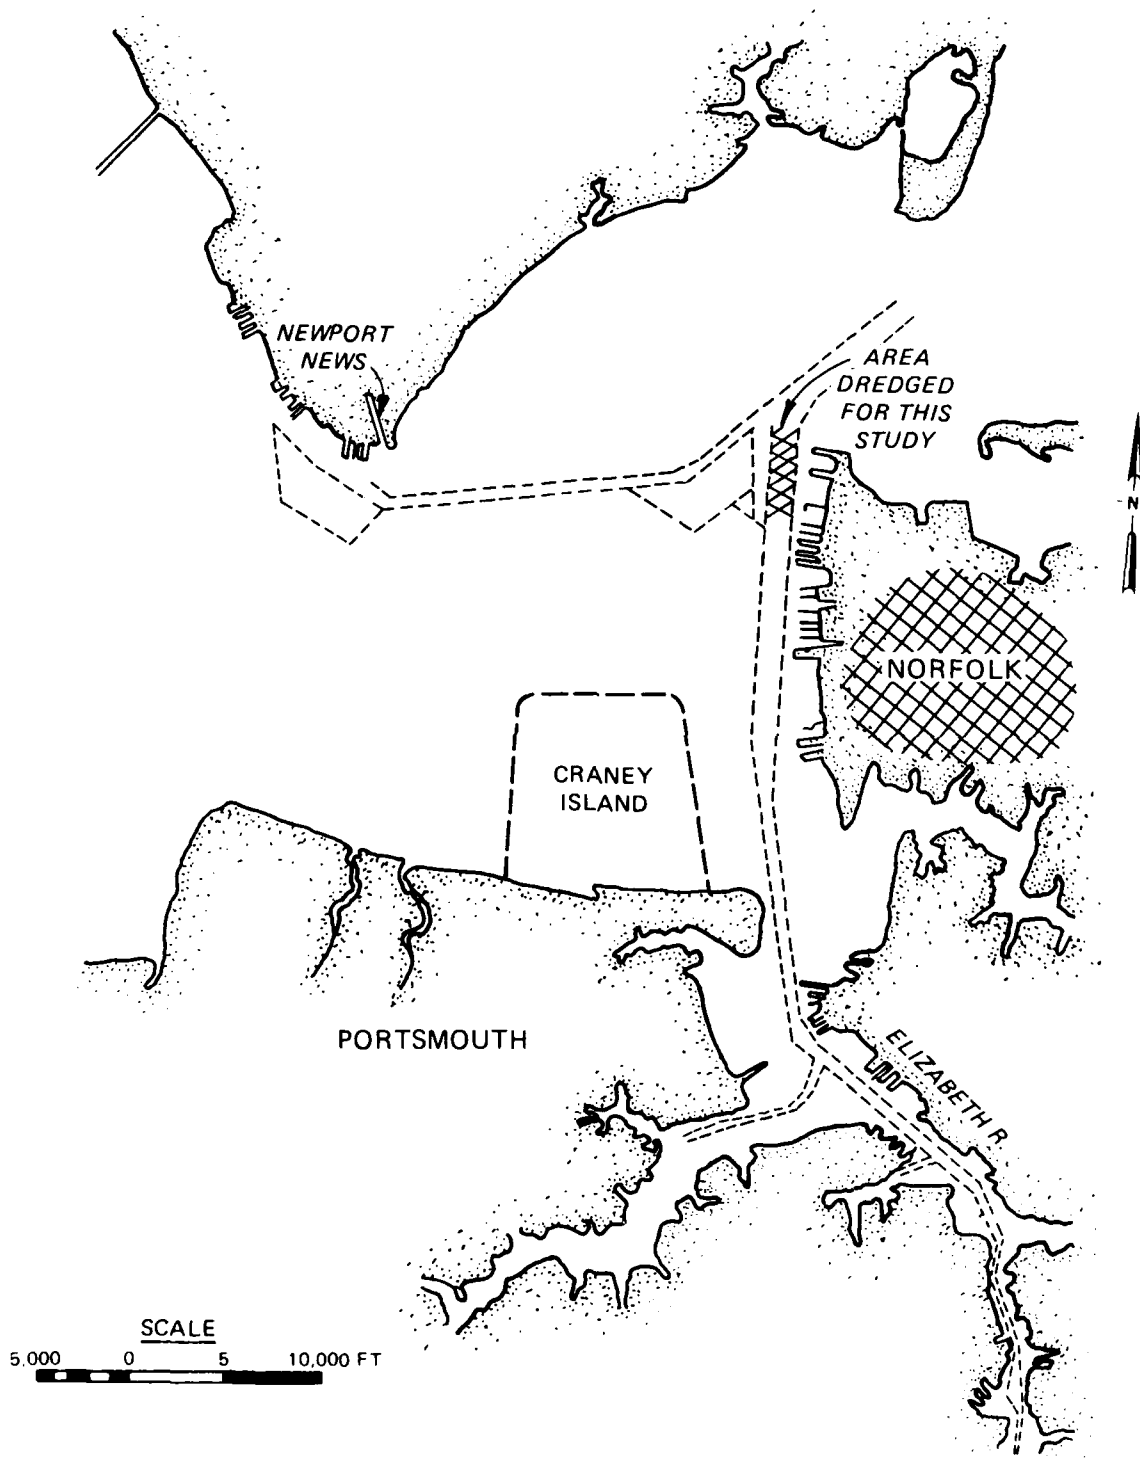 NEWPORT
NEWS
AREA
DREDGED
FOR THIS
STUDY
N
NORFOLK
CRANEY
ISLAND
PORTSMOUTH
ELIZABETH R
SCALE
5,000 0 5 10,000 FT